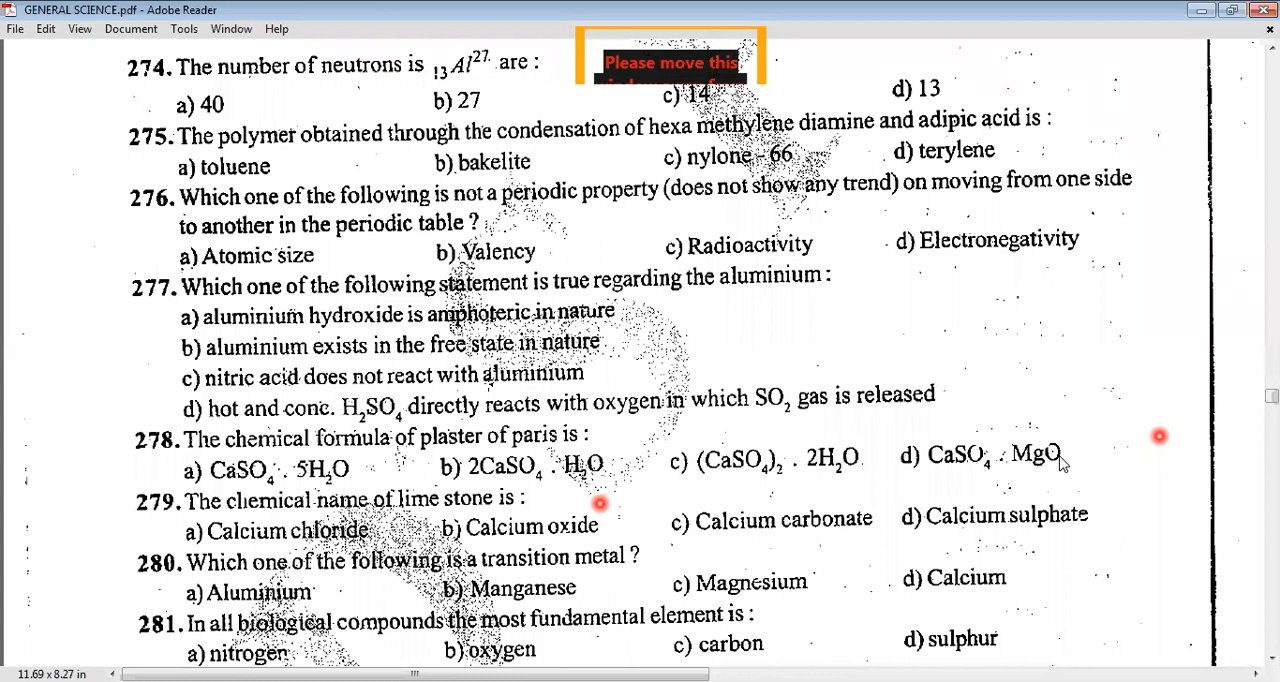 GENERAL SCIENCE.pdf - Adobe Reader
File Edit View Document Tools Window Help
Please move this
274. The number of neutrons is ₁₃Al²⁷ are :
a) 40 b) 27 c) 14 d) 13
275. The polymer obtained through the condensation of hexa methylene diamine and adipic acid is :
a) toluene b) bakelite c) nylone - 66 d) terylene
276. Which one of the following is not a periodic property (does not show any trend) on moving from one side
to another in the periodic table ?
a) Atomic size b) Valency c) Radioactivity d) Electronegativity
277. Which one of the following statement is true regarding the aluminium :
a) aluminium hydroxide is amphoteric in nature
b) aluminium exists in the free state in nature
c) nitric acid does not react with aluminium
d) hot and conc. H₂SO₄ directly reacts with oxygen in which SO₂ gas is released
278. The chemical formula of plaster of paris is :
a) CaSO₄ . 5H₂O b) 2CaSO₄ . H₂O c) (CaSO₄)₂ . 2H₂O d) CaSO₄ . MgO
279. The chemical name of lime stone is :
a) Calcium chloride b) Calcium oxide c) Calcium carbonate d) Calcium sulphate
280. Which one of the following is a transition metal ?
a) Aluminium b) Manganese c) Magnesium d) Calcium
281. In all biological compounds the most fundamental element is :
a) nitrogen b) oxygen c) carbon d) sulphur
11.69 x 8.27 in